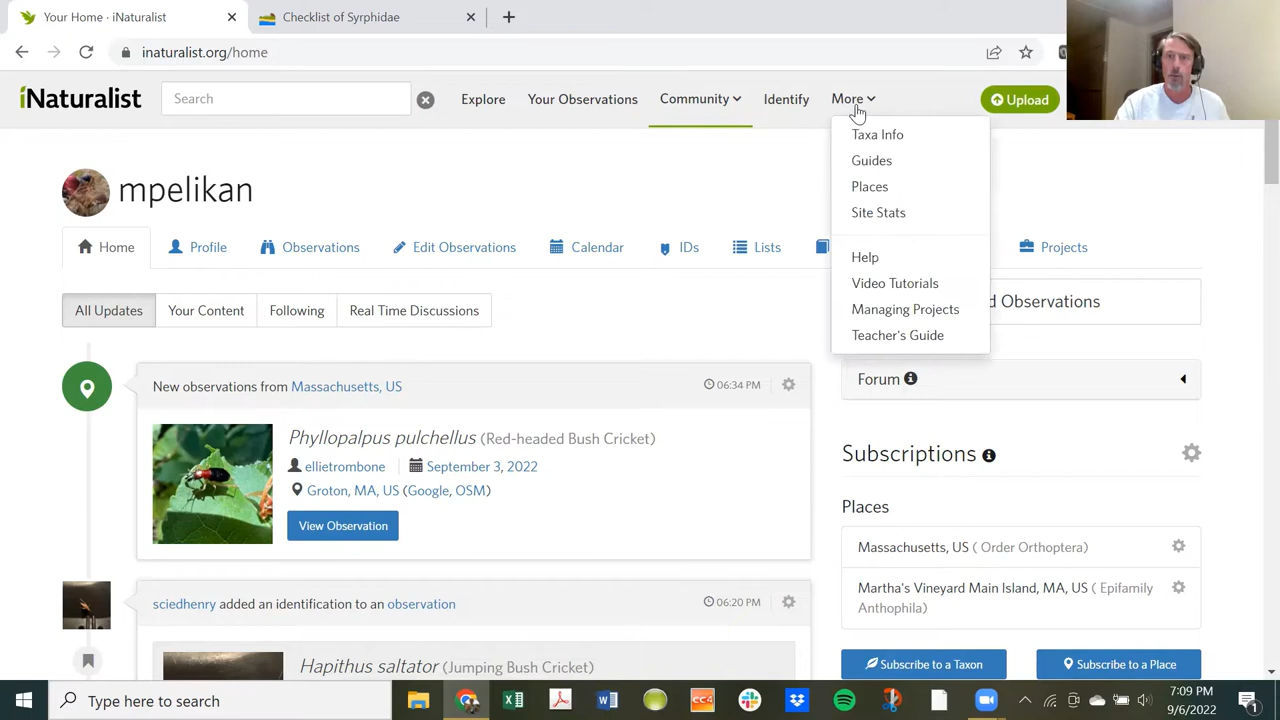 Your Home · iNaturalist
Checklist of Syrphidae
inaturalist.org/home
iNaturalist
Search
Explore
Your Observations
Community
Identify
More
Upload
Taxa Info
Guides
Places
Site Stats
Help
Video Tutorials
Managing Projects
Teacher's Guide
mpelikan
Home
Profile
Observations
Edit Observations
Calendar
IDs
Lists
Projects
All Updates
Your Content
Following
Real Time Discussions
d Observations
New observations from Massachusetts, US
06:34 PM
Phyllopalpus pulchellus (Red-headed Bush Cricket)
ellietrombone
September 3, 2022
Groton, MA, US (Google, OSM)
View Observation
Forum
Subscriptions
Places
Massachusetts, US ( Order Orthoptera)
Martha's Vineyard Main Island, MA, US ( Epifamily
Anthophila)
sciedhenry added an identification to an observation
06:20 PM
Hapithus saltator (Jumping Bush Cricket)
Subscribe to a Taxon
Subscribe to a Place
Type here to search
CC4
7:09 PM
9/6/2022
1